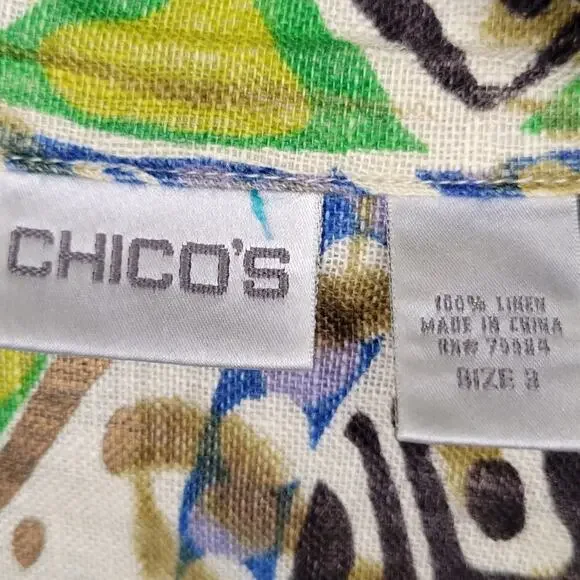 CHICO'S
100% LINEN
MADE IN CHINA
RN# 79984
SIZE 3